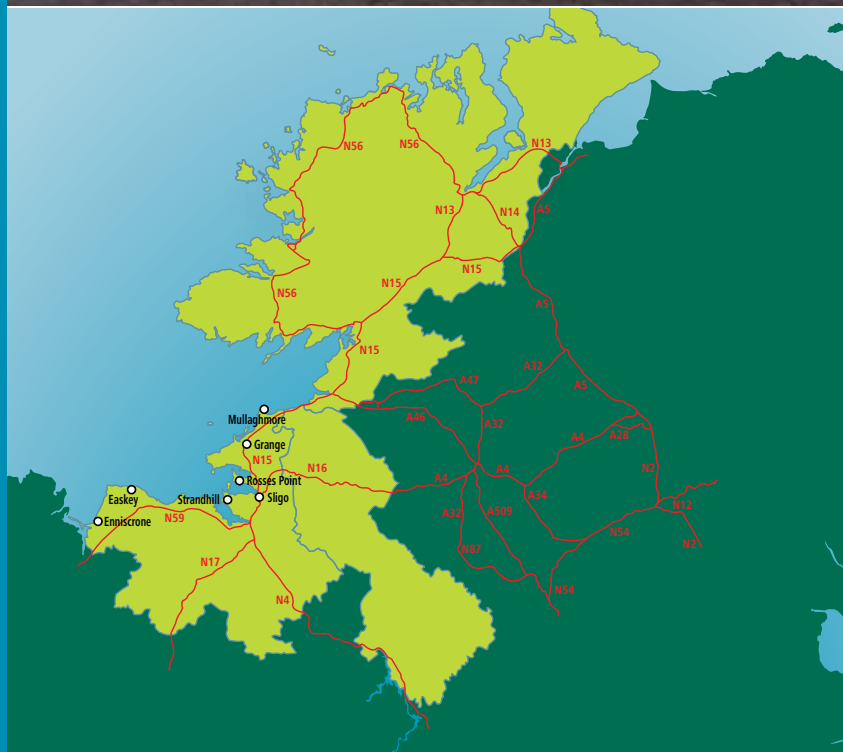 N13
N56
N56
N13
N14
A5
N15
N15
N56
A5
N15
A32
A47
A5
Mullaghmore
A46
A32
A4
A28
Grange
N15
N16
A4
A4
N2
Rosses Point
Easkey
Strandhill
Sligo
A34
N12
Enniscrone
N59
A32
A509
N54
N2
N17
N87
N4
N54